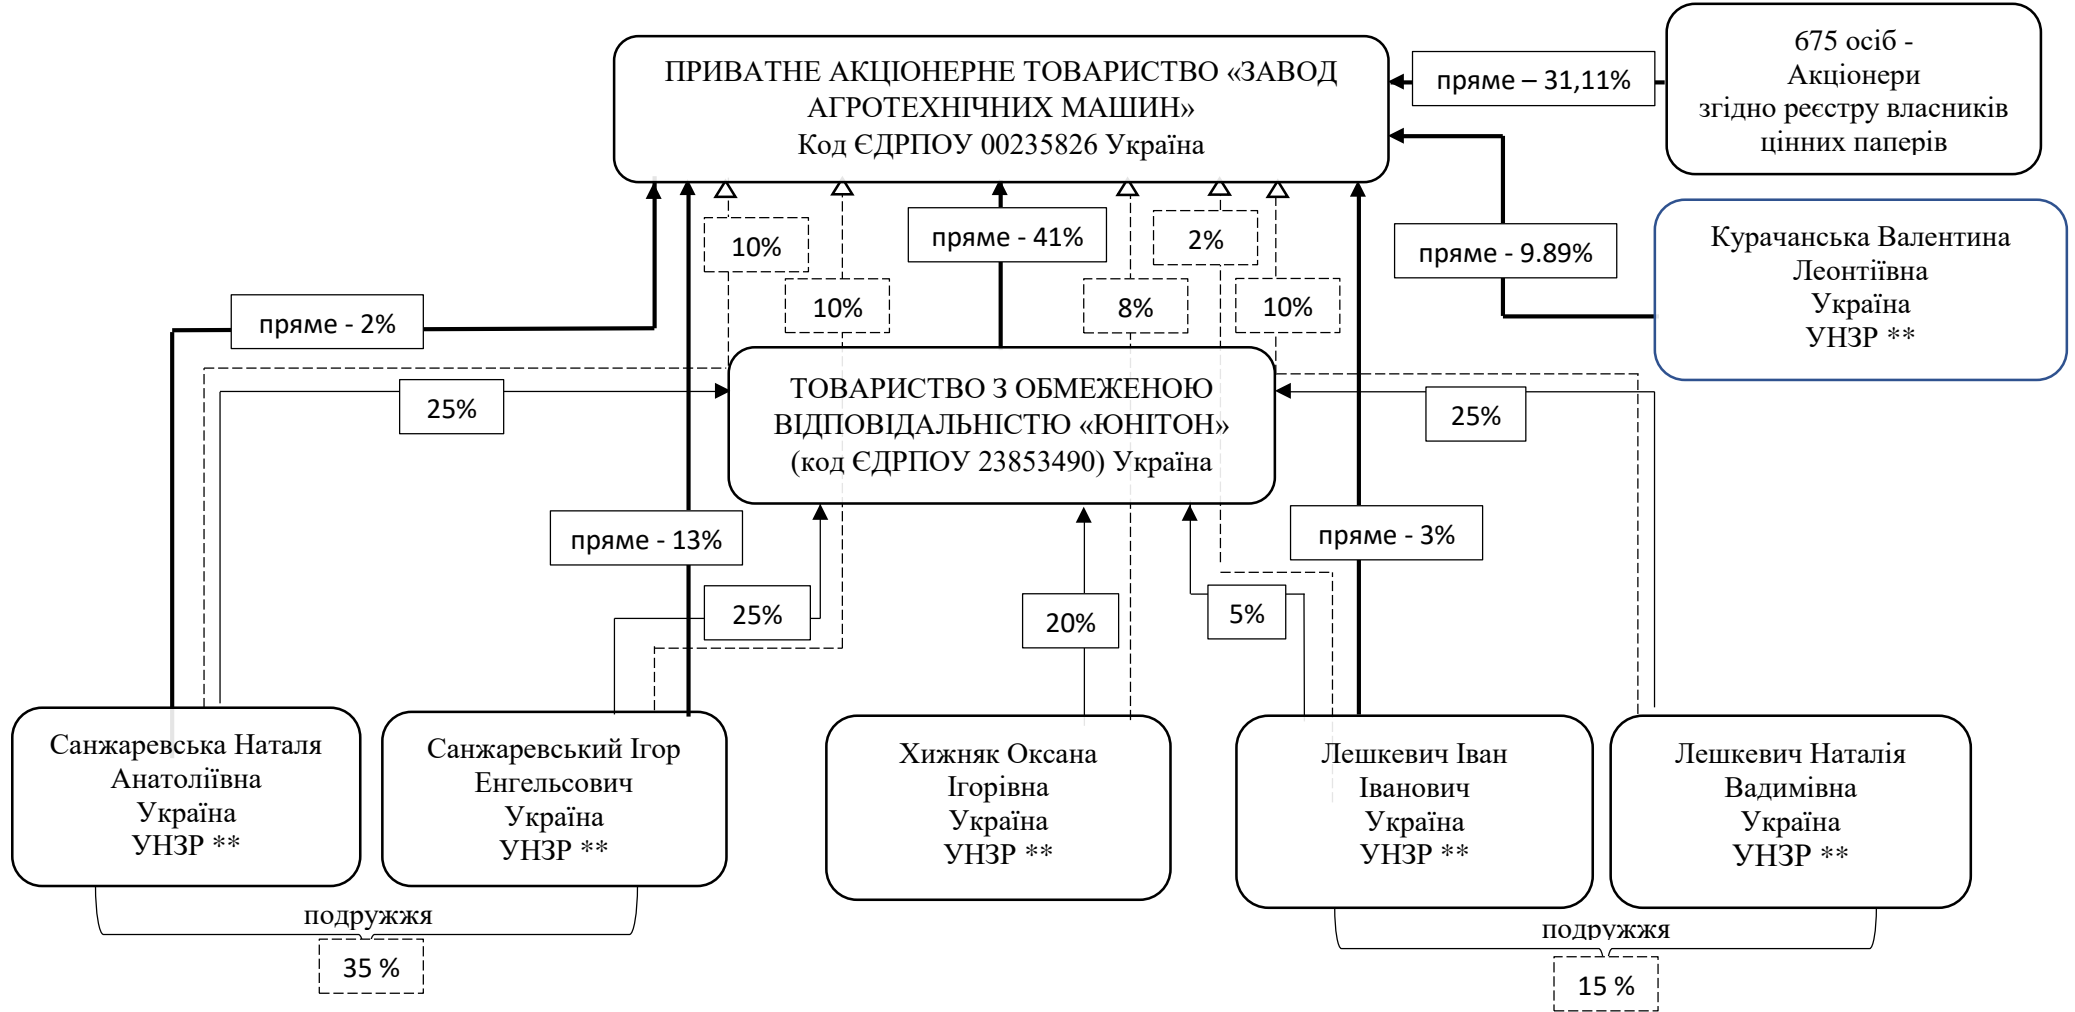 ПРИВАТНЕ АКЦІОНЕРНЕ ТОВАРИСТВО «ЗАВОД
АГРОТЕХНІЧНИХ МАШИН»
Код ЄДРПОУ 00235826 Україна
пряме – 31,11%
675 осіб -
Акціонери
згідно реєстру власників
цінних паперів
10%
10%
пряме - 41%
8%
2%
10%
пряме - 9.89%
Курачанська Валентина
Леонтіївна
Україна
УНЗР **
пряме - 2%
25%
ТОВАРИСТВО З ОБМЕЖЕНОЮ
ВІДПОВІДАЛЬНІСТЮ «ЮНІТОН»
(код ЄДРПОУ 23853490) Україна
25%
пряме - 13%
пряме - 3%
25%
20%
5%
Санжаревська Наталя
Анатоліївна
Україна
УНЗР **
Санжаревський Ігор
Енгельсович
Україна
УНЗР **
Хижняк Оксана
Ігорівна
Україна
УНЗР **
Лешкевич Іван
Іванович
Україна
УНЗР **
Лешкевич Наталія
Вадимівна
Україна
УНЗР **
подружжя
35 %
подружжя
15 %